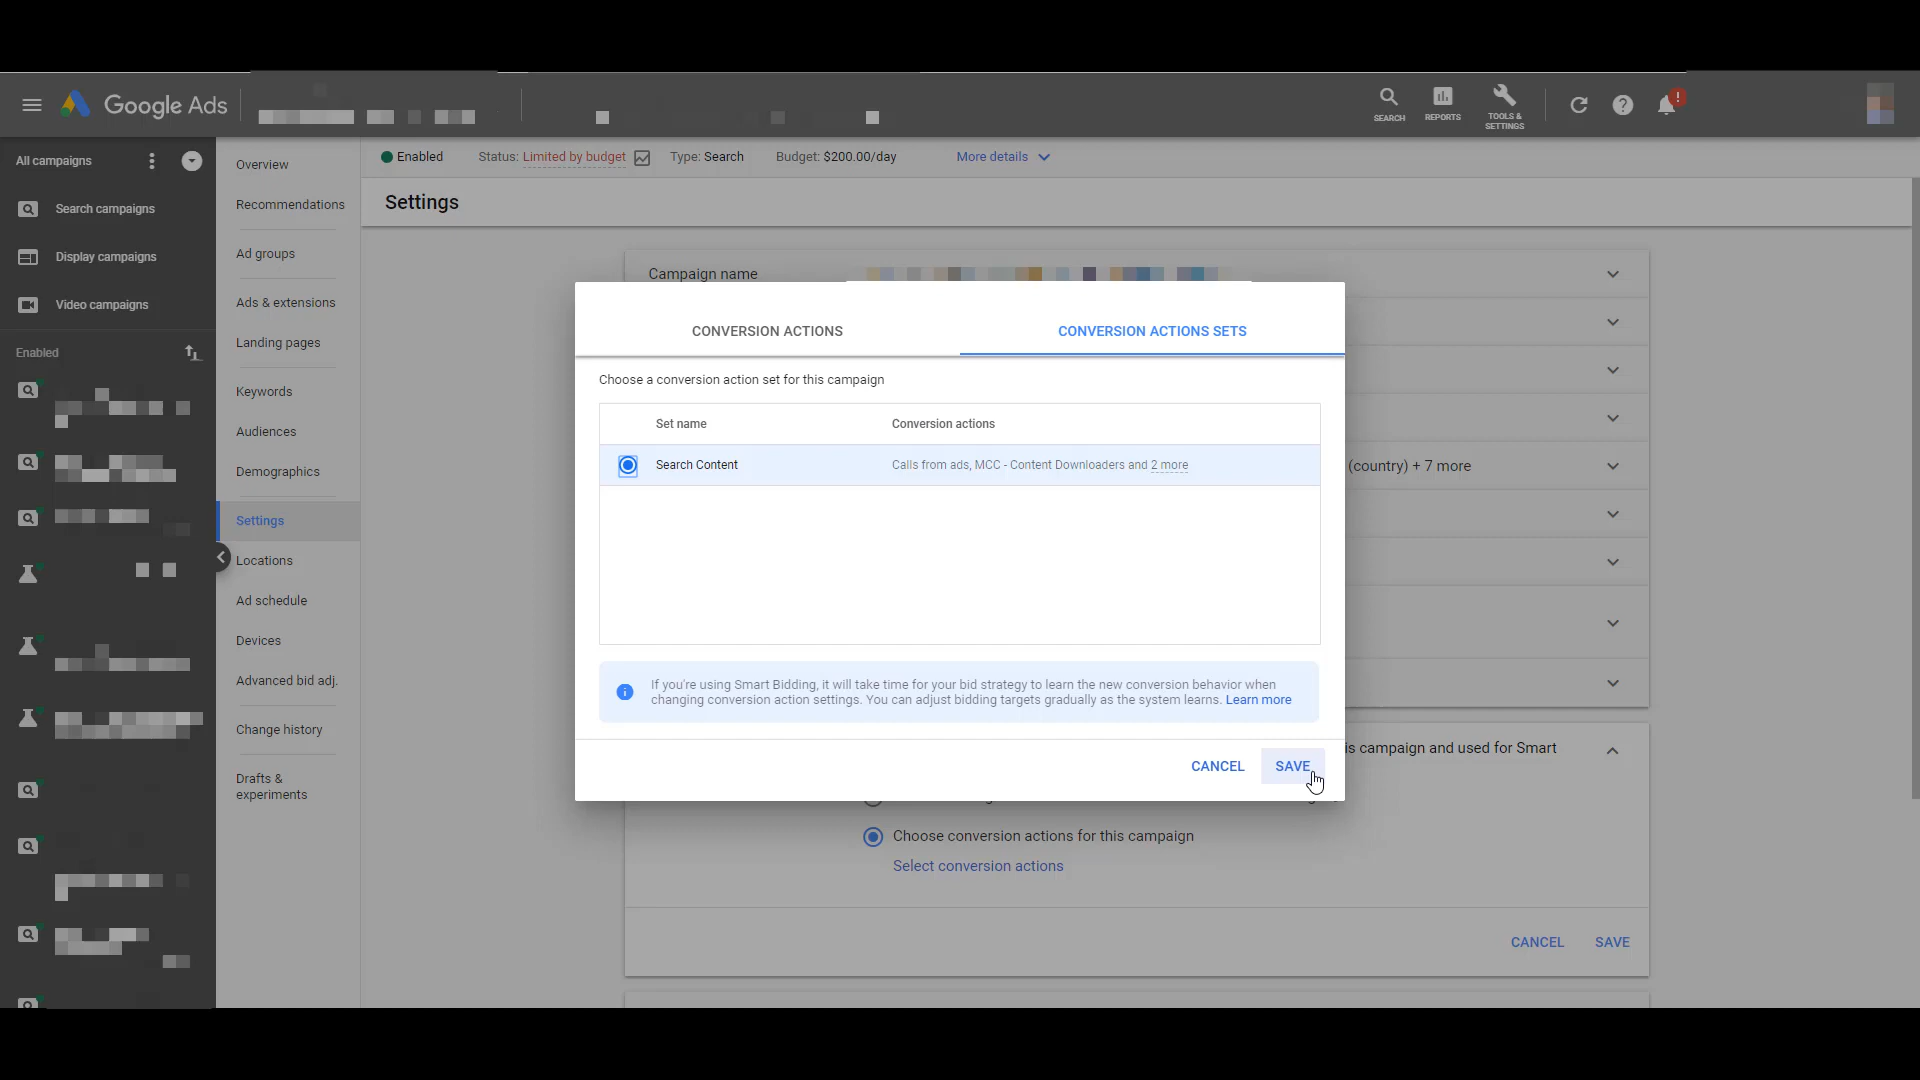 Google Ads
SEARCH
REPORTS
TOOLS &
SETTINGS
All campaigns
Search campaigns
Display campaigns
Video campaigns
Enabled
Overview
Recommendations
Ad groups
Ads & extensions
Landing pages
Keywords
Audiences
Demographics
Settings
Locations
Ad schedule
Devices
Advanced bid adj.
Change history
Drafts &
experiments
Enabled Status: Limited by budget Type: Search Budget: $200.00/day More details
Settings
Campaign name
CONVERSION ACTIONS CONVERSION ACTIONS SETS
Choose a conversion action set for this campaign
Set name Conversion actions
Search Content Calls from ads, MCC - Content Downloaders and 2 more
(country) + 7 more
If you're using Smart Bidding, it will take time for your bid strategy to learn the new conversion behavior when
changing conversion action settings. You can adjust bidding targets gradually as the system learns. Learn more
is campaign and used for Smart
CANCEL SAVE
Choose conversion actions for this campaign
Select conversion actions
CANCEL SAVE